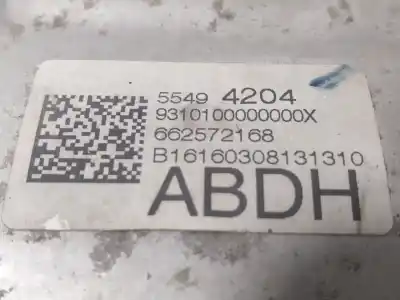 5549 4204
9310100000000X
662572168
B16160308131310
ABDH